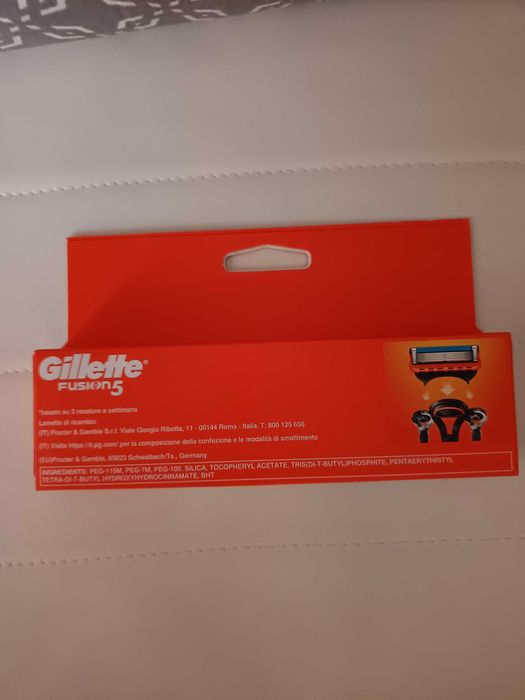 Gillette®
FUSION5
*basato su 3 rasature a settimana
Lamette di ricambio
(IT) Procter & Gamble S.r.l. Viale Giorgio Ribotta, 11 - 00144 Roma - Italia. T: 800 125 656
(IT) Visita https://it.pg.com/ per la composizione della confezione e le modalità di smaltimento
(EU)Procter & Gamble, 65823 Schwalbach/Ts., Germany
INGREDIENTS: PEG-115M, PEG-7M, PEG-100, SILICA, TOCOPHERYL ACETATE, TRIS(DI-T-BUTYL)PHOSPHITE, PENTAERYTHRITYL
TETRA-DI-T-BUTYL HYDROXYHYDROCINNAMATE, BHT